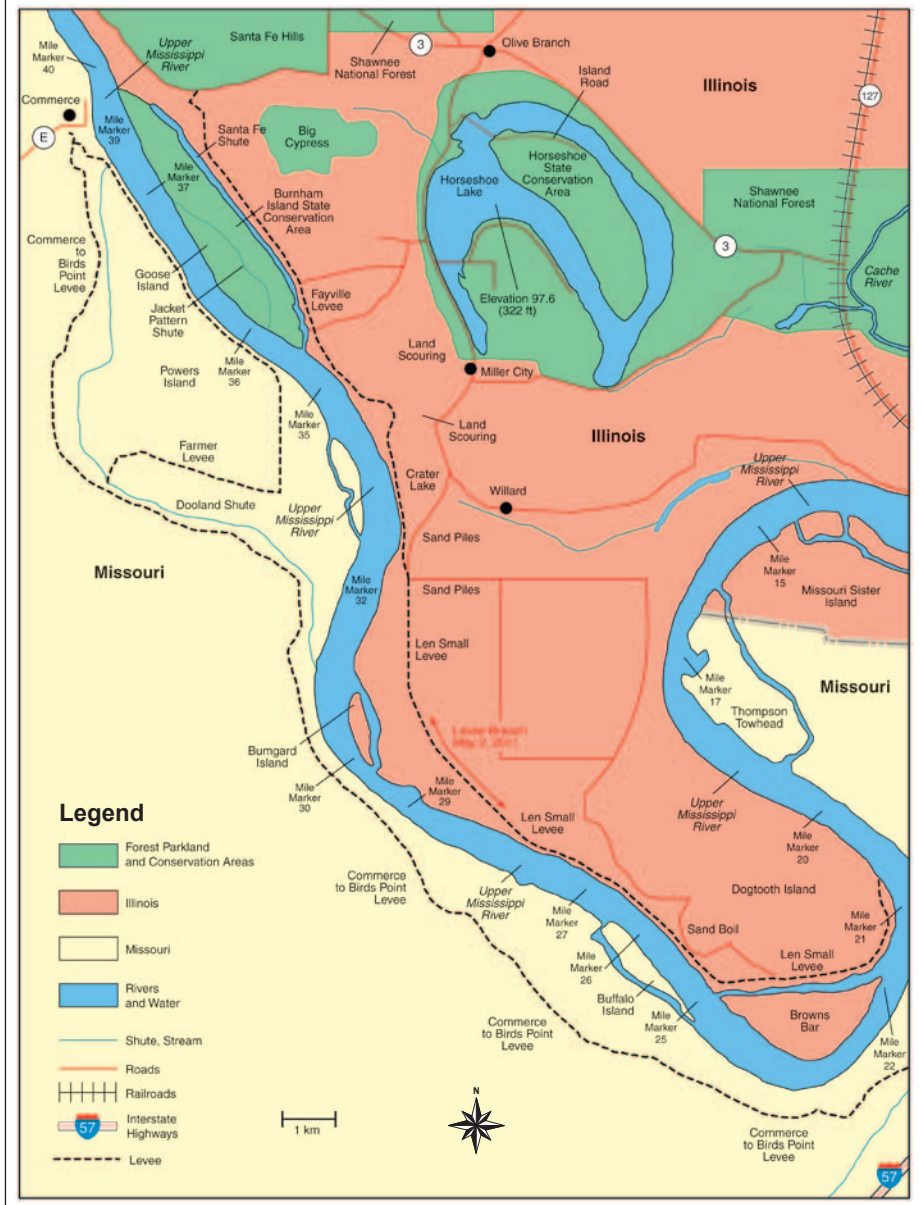 Mile
Marker
40
Upper
Mississippi
River
Santa Fe Hills
Shawnee
National Forest
3
Olive Branch
Illinois
Island
Road
127
Commerce
E
Mile
Marker
39
Santa Fe
Shute
Big
Cypress
Mile
Marker
37
Burnham
Island State
Conservation
Area
Horseshoe
Lake
Horseshoe
State
Conservation
Area
Shawnee
National Forest
3
Cache
River
Commerce
to
Birds Point
Levee
Goose
Island
Jacket
Pattern
Shute
Fayville
Levee
Elevation 97.6
(322 ft)
Land
Scouring
Miller City
Mile
Marker
36
Powers
Island
Mile
Marker
35
Land
Scouring
Illinois
Farmer
Levee
Dooland Shute
Upper
Mississippi
River
Crater
Lake
Willard
Upper
Mississippi
River
Sand Piles
Missouri
Mile
Marker
32
Sand Piles
Mile
Marker
15
Missouri Sister
Island
Len Small
Levee
Mile
Marker
17
Missouri
Thompson
Towhead
Levee Breach
May 2, 2011
Bumgard
Island
Mile
Marker
30
Mile
Marker
29
Len Small
Levee
Upper
Mississippi
River
Mile
Marker
20
Dogtooth Island
Commerce
to Birds Point
Levee
Upper
Mississippi
River
Mile
Marker
27
Sand Boil
Mile
Marker
21
Len Small
Levee
Mile
Marker
26
Buffalo
Island
Mile
Marker
25
Browns
Bar
Mile
Marker
22
Commerce
to Birds Point
Levee
Commerce
to Birds Point
Levee
57
Legend
Forest Parkland
and Conservation Areas
Illinois
Missouri
Rivers
and Water
Shute, Stream
Roads
Railroads
57
Interstate
Highways
Levee
1 km
N